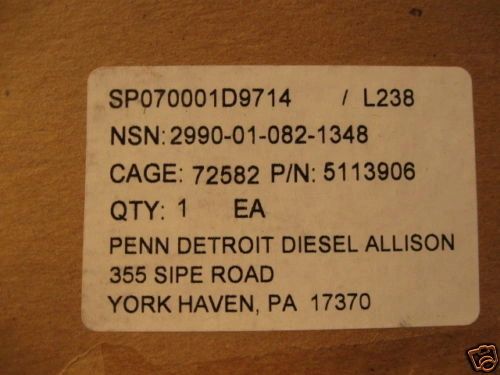 SP070001D9714 / L238
NSN: 2990-01-082-1348
CAGE: 72582 P/N: 5113906
QTY: 1 EA
PENN DETROIT DIESEL ALLISON
355 SIPE ROAD
YORK HAVEN, PA 17370